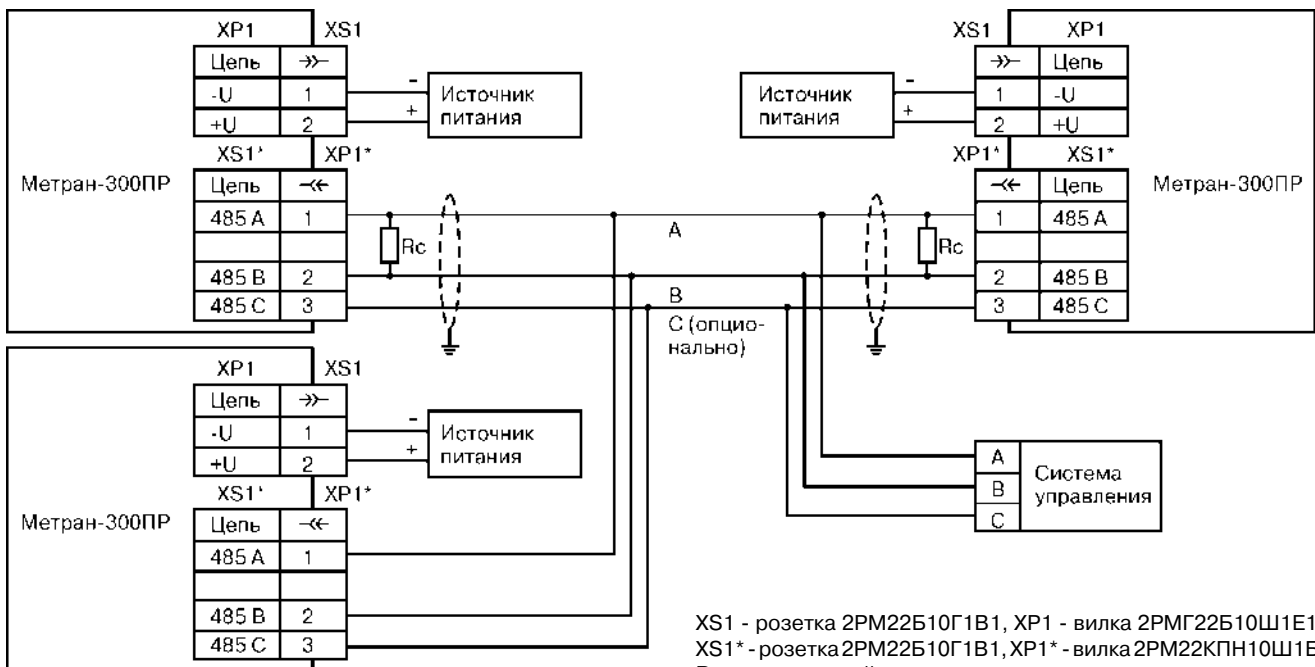 XP1 XS1
Цепь
-U 1
+U 2
- Источник
+ питания
XS1* XP1*
Метран-300ПР
Цепь
485 A 1
485 B 2
485 C 3
Rc
XS1 XP1
Цепь
1 -U
2 +U
Источник -
питания +
XP1* XS1*
Цепь
Метран-300ПР
1 485 A
2 485 B
3 485 C
Rc
A
B
C (опцио-
нально)
XP1 XS1
Цепь
-U 1
+U 2
- Источник
+ питания
XS1* XP1*
Метран-300ПР
Цепь
485 A 1
485 B 2
485 C 3
A
B
C
Система
управления
XS1 - розетка 2РМ22Б10Г1В1, XP1 - вилка 2РМГ22Б10Ш1Е1
XS1* - розетка 2РМ22Б10Г1В1, XP1* - вилка 2РМ22КПН10Ш1